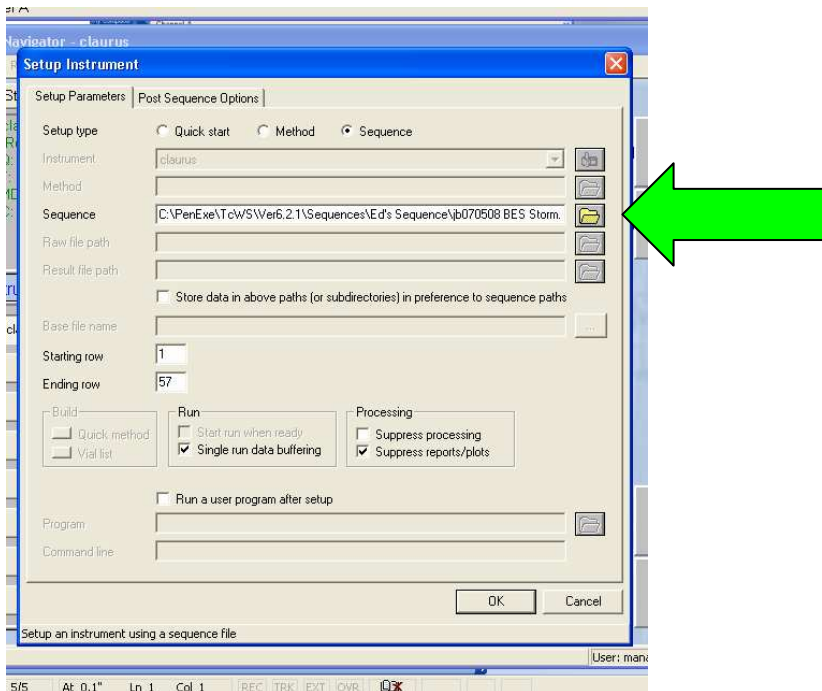 Navigator - claurus
Setup Instrument
Setup Parameters
Post Sequence Options
Setup type
Quick start
Method
Sequence
Instrument
claurus
Method
Sequence
C:\PenExe\TcWS\Ver6.2.1\Sequences\Ed's Sequence\jb070508 BES Storm.
Raw file path
Result file path
Store data in above paths (or subdirectories) in preference to sequence paths
Base file name
...
Starting row
1
Ending row
57
Build
Run
Processing
Quick method
Start run when ready
Suppress processing
Vial list
Single run data buffering
Suppress reports/plots
Run a user program after setup
Program
Command line
OK
Cancel
Setup an instrument using a sequence file
User: mana
5/5 At 0.1" Ln 1 Col 1 REC TRK EXT OVR